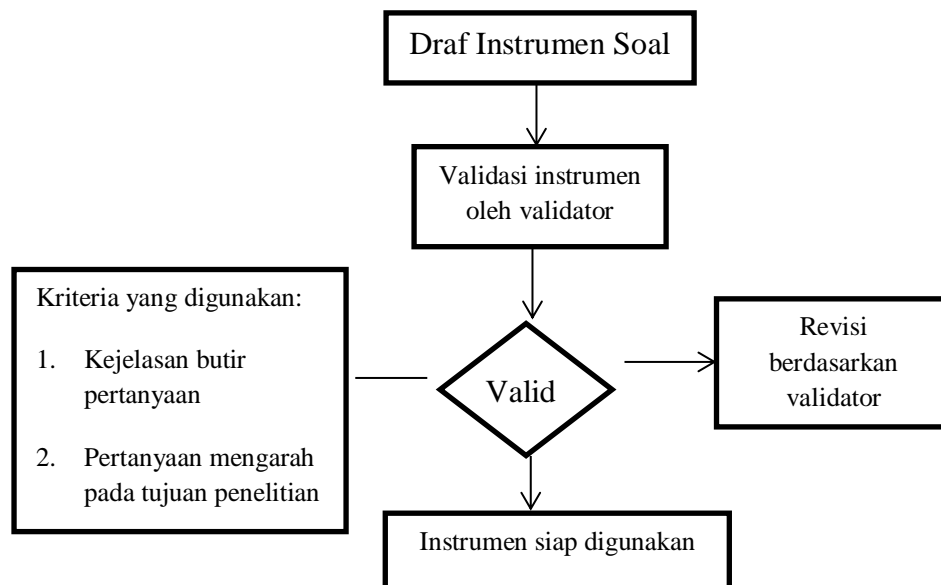 Draf Instrumen Soal
Validasi instrumen
oleh validator
Kriteria yang digunakan:
1. Kejelasan butir
pertanyaan
2. Pertanyaan mengarah
pada tujuan penelitian
Valid
Revisi
berdasarkan
validator
Instrumen siap digunakan